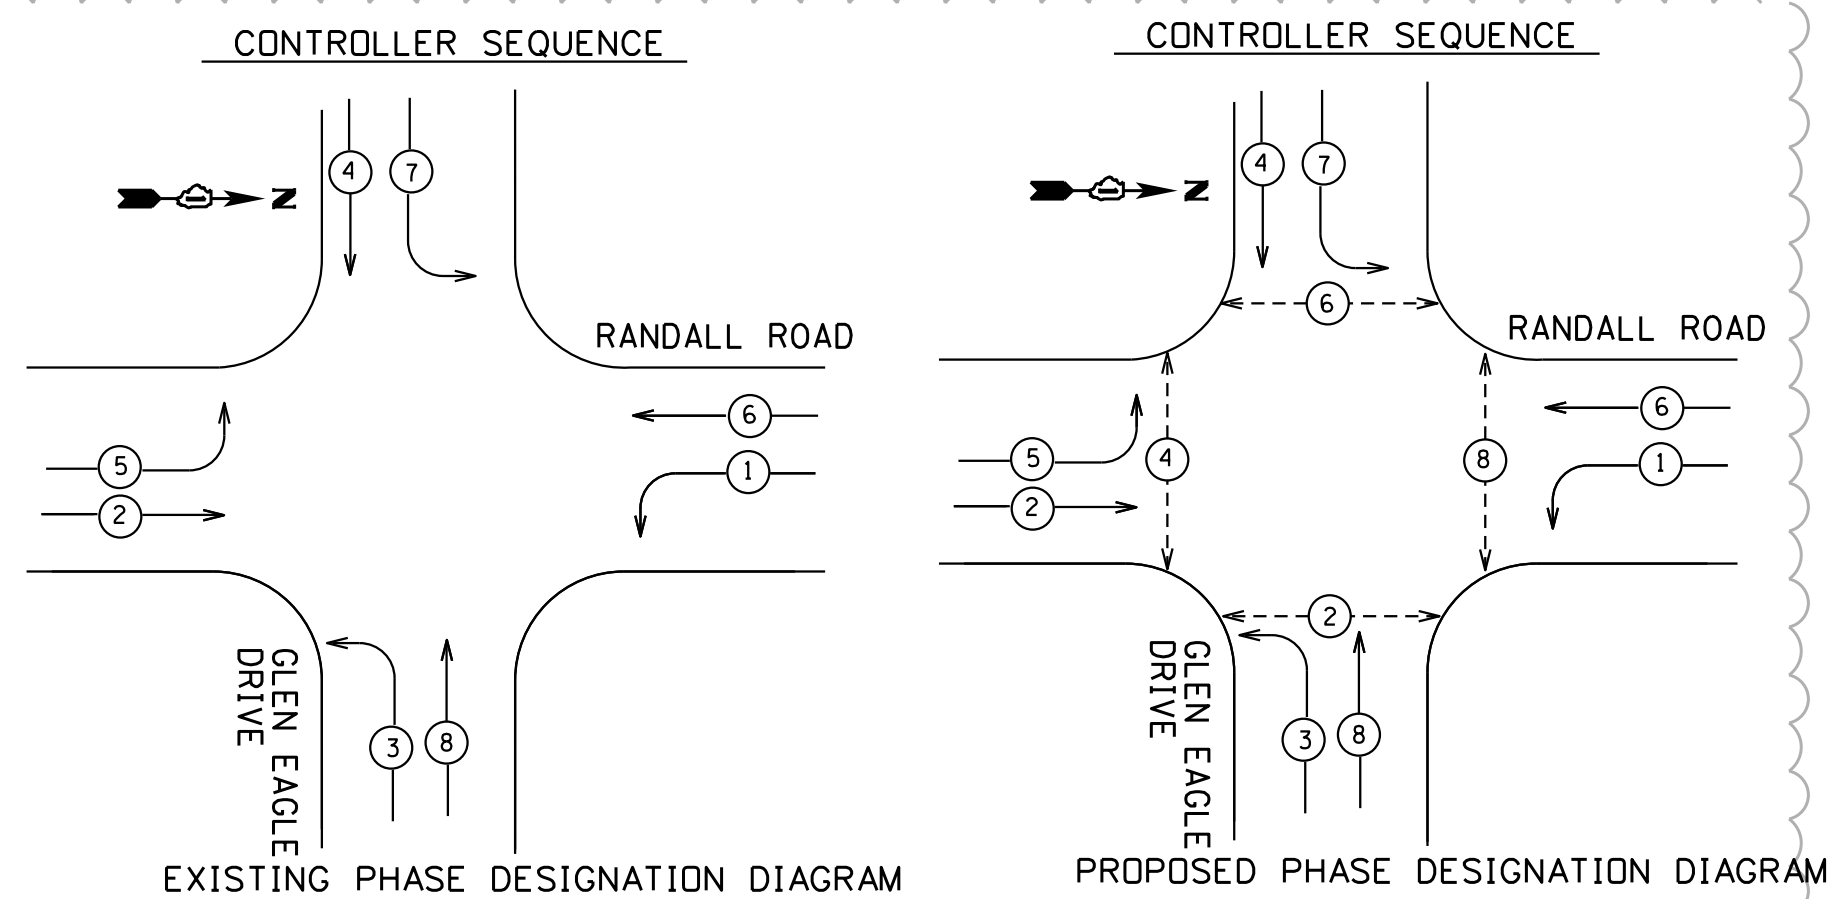 CONTROLLER SEQUENCE
4
7
N
RANDALL ROAD
6
5
1
2
GLEN EAGLE
DRIVE
3
8
EXISTING PHASE DESIGNATION DIAGRAM
CONTROLLER SEQUENCE
4
7
N
6
RANDALL ROAD
6
5
4
8
1
2
2
GLEN EAGLE
DRIVE
3
8
PROPOSED PHASE DESIGNATION DIAGRAM